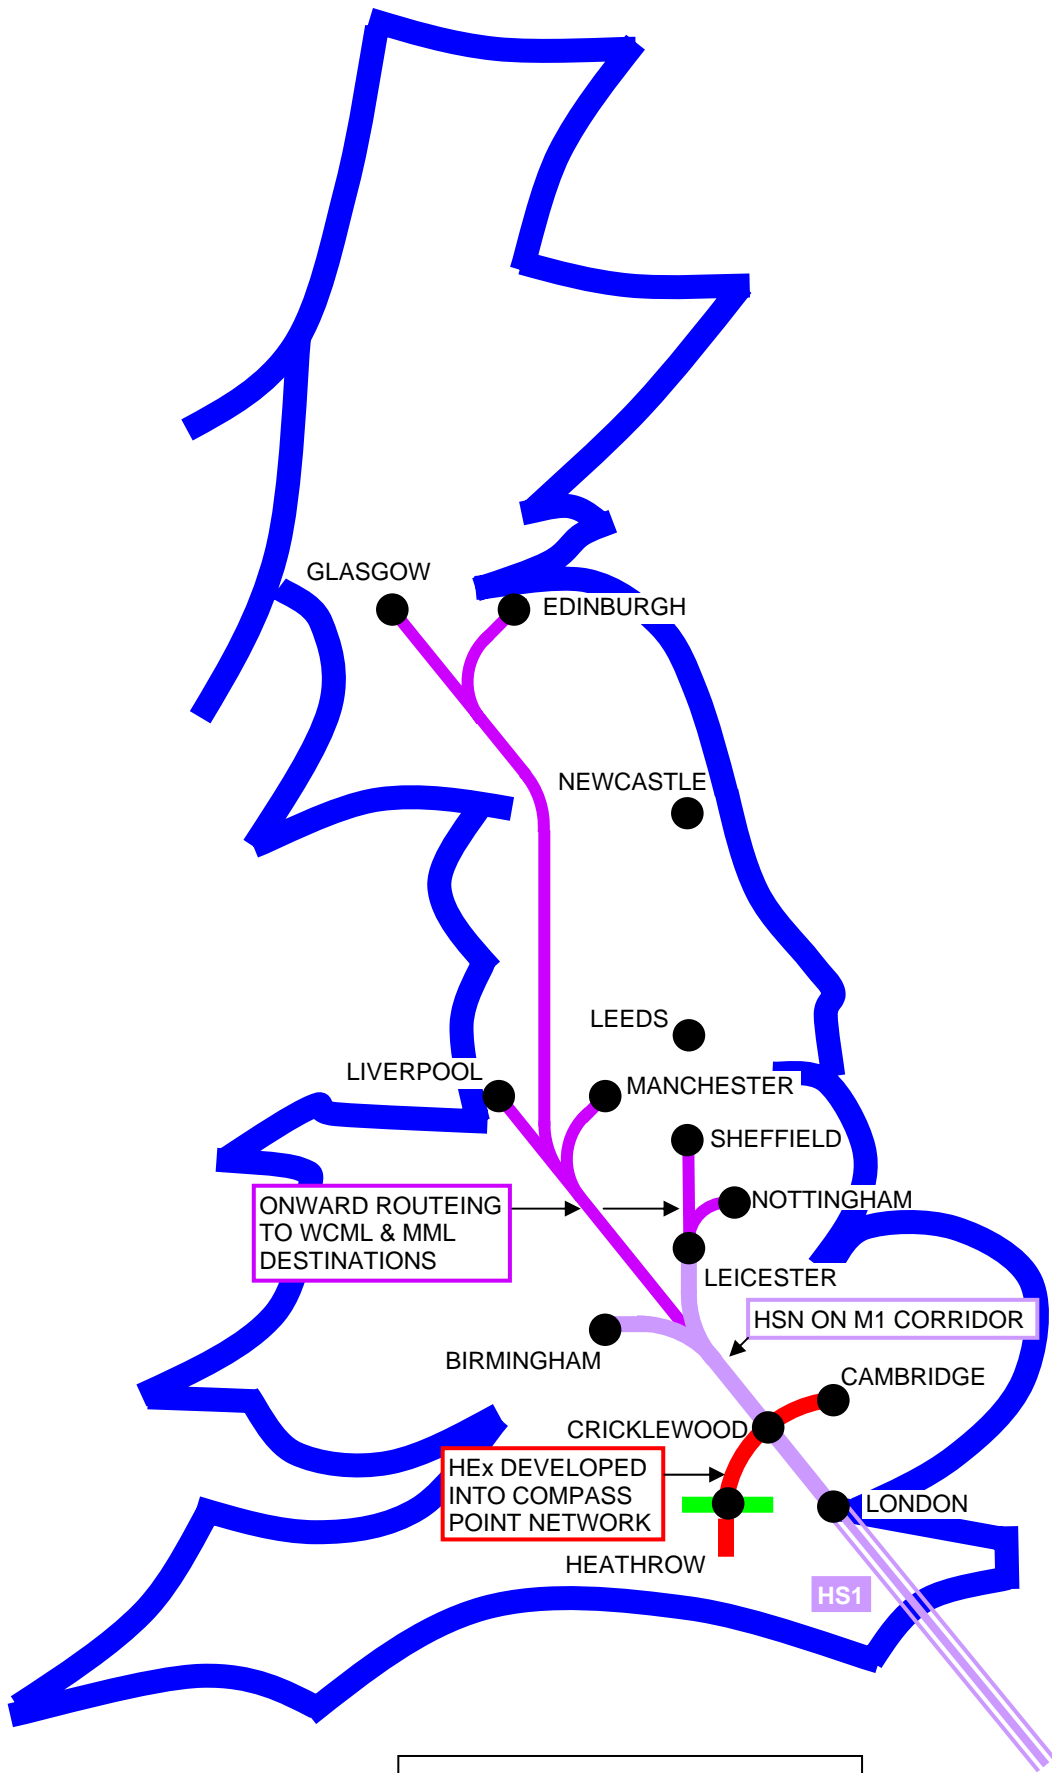 GLASGOW
EDINBURGH
NEWCASTLE
LEEDS
LIVERPOOL
MANCHESTER
SHEFFIELD
NOTTINGHAM
ONWARD ROUTEING
TO WCML & MML
DESTINATIONS
LEICESTER
HSN ON M1 CORRIDOR
BIRMINGHAM
CAMBRIDGE
CRICKLEWOOD
HEx DEVELOPED
INTO COMPASS
POINT NETWORK
LONDON
HEATHROW
HS1